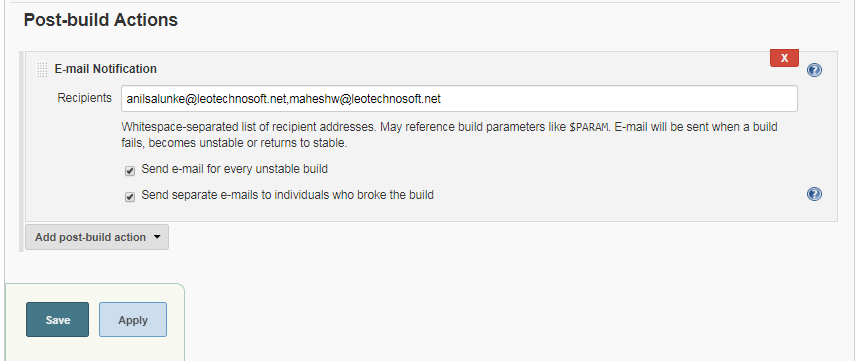 Post-build Actions
X
E-mail Notification
?
Recipients
anilsalunke@leotechnosoft.net,maheshw@leotechnosoft.net
Whitespace-separated list of recipient addresses. May reference build parameters like $PARAM. E-mail will be sent when a build
fails, becomes unstable or returns to stable.
Send e-mail for every unstable build
Send separate e-mails to individuals who broke the build
?
Add post-build action
Save
Apply